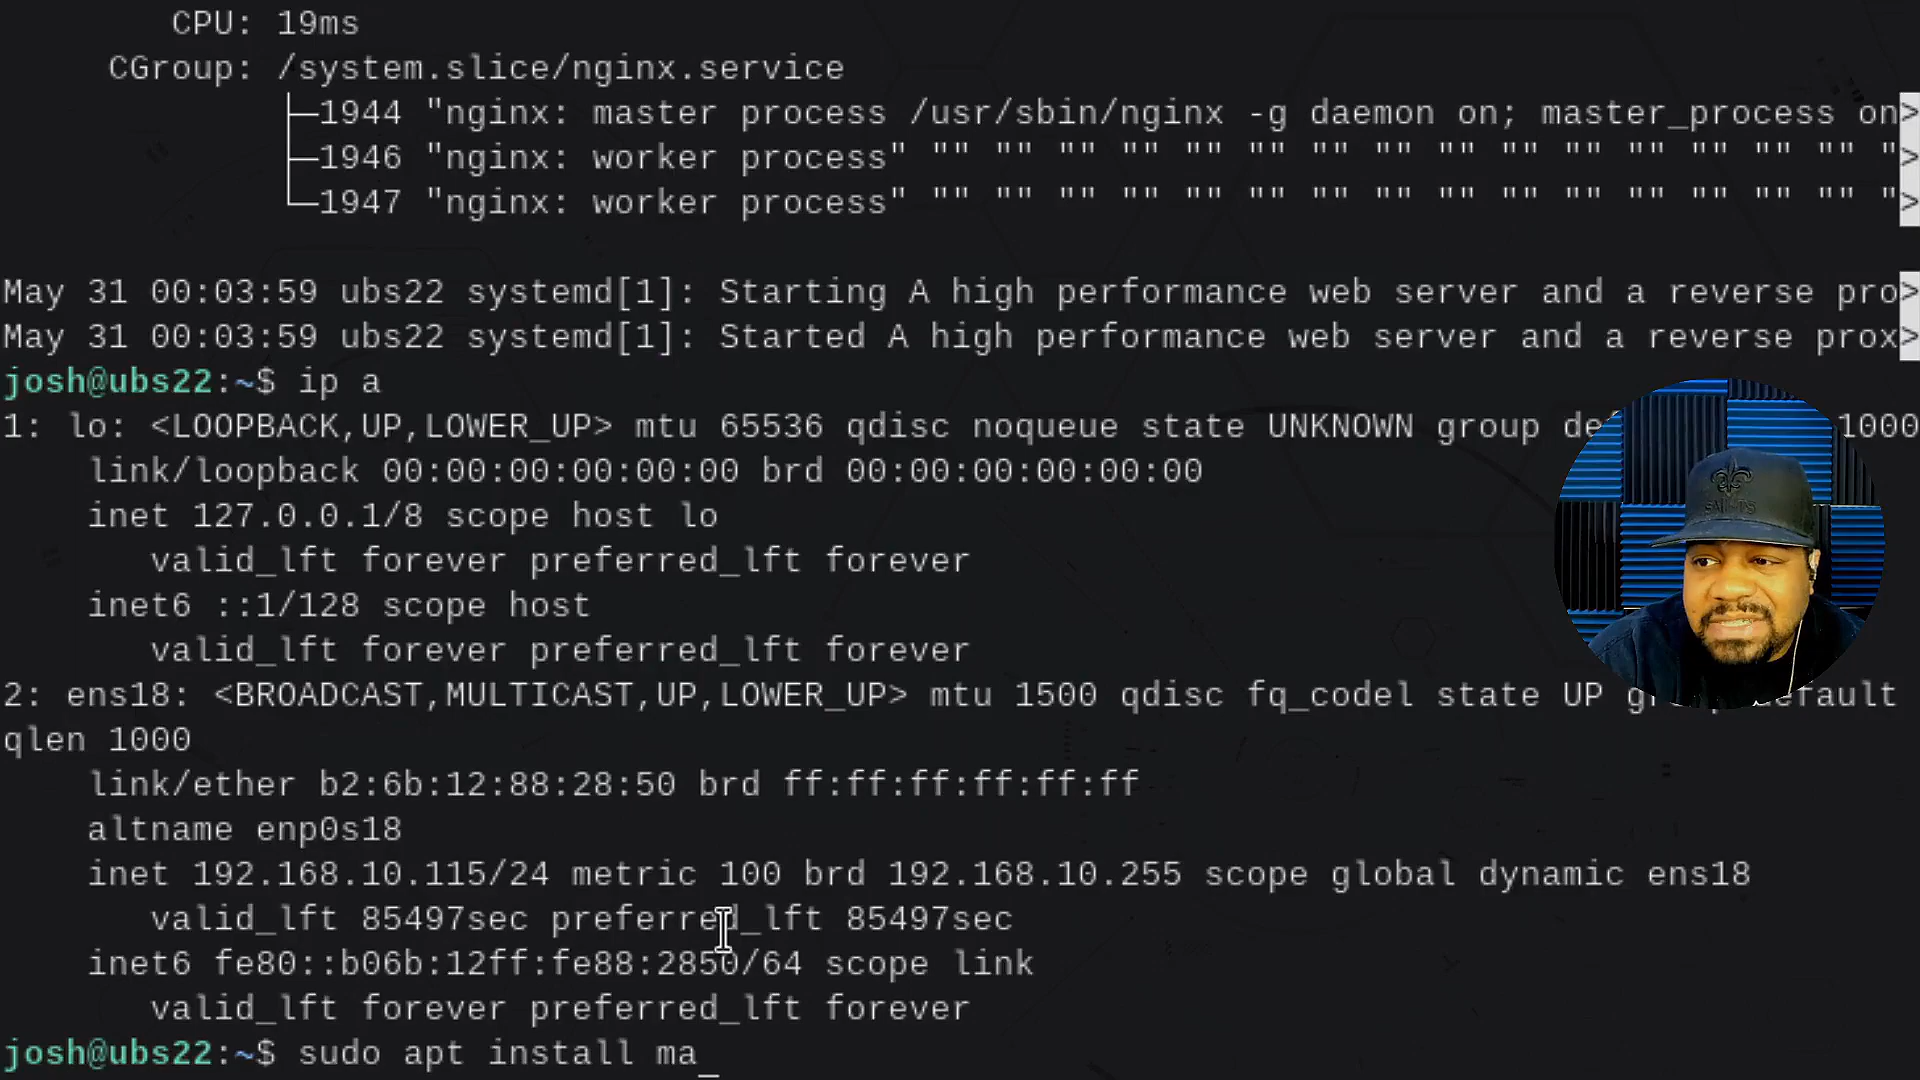 CPU: 19ms
CGroup: /system.slice/nginx.service
├─1944 "nginx: master process /usr/sbin/nginx -g daemon on; master_process on>
├─1946 "nginx: worker process" "" "" "" "" "" "" "" "" "" "" "" "" "" "" "" ">
└─1947 "nginx: worker process" "" "" "" "" "" "" "" "" "" "" "" "" "" "" "" ">
May 31 00:03:59 ubs22 systemd[1]: Starting A high performance web server and a reverse pro>
May 31 00:03:59 ubs22 systemd[1]: Started A high performance web server and a reverse prox>
josh@ubs22:~$ ip a
1: lo: <LOOPBACK,UP,LOWER_UP> mtu 65536 qdisc noqueue state UNKNOWN group 1000
link/loopback 00:00:00:00:00:00 brd 00:00:00:00:00:00
inet 127.0.0.1/8 scope host lo
valid_lft forever preferred_lft forever
inet6 ::1/128 scope host
valid_lft forever preferred_lft forever
2: ens18: <BROADCAST,MULTICAST,UP,LOWER_UP> mtu 1500 qdisc fq_codel state UP
qlen 1000
link/ether b2:6b:12:88:28:50 brd ff:ff:ff:ff:ff:ff
altname enp0s18
inet 192.168.10.115/24 metric 100 brd 192.168.10.255 scope global dynamic ens18
valid_lft 85497sec preferred_lft 85497sec
inet6 fe80::b06b:12ff:fe88:2850/64 scope link
valid_lft forever preferred_lft forever
josh@ubs22:~$ sudo apt install ma_
SAINTS